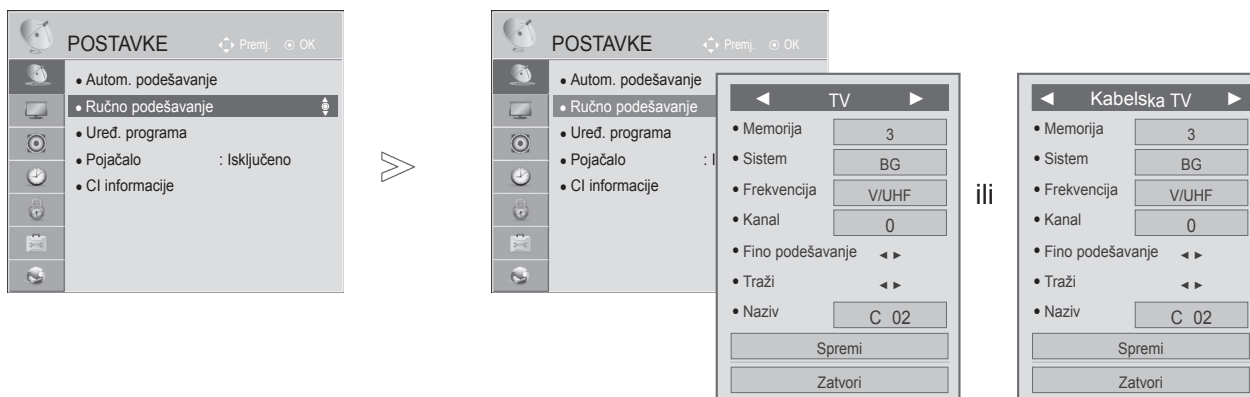 POSTAVKE Premj. OK
• Autom. podešavanje
• Ručno podešavanje
• Uređ. programa
• Pojačalo : Isključeno
• CI informacije
POSTAVKE Premj. OK
• Autom. podešavanje
• Ručno podešavanje
• Uređ. programa
• Pojačalo : I
• CI informacije
◄ TV ►
• Memorija 3
• Sistem BG
• Frekvencija V/UHF
• Kanal 0
• Fino podešavanje ◄ ►
• Traži ◄ ►
• Naziv C 02
Spremi
Zatvori
ili
◄ Kabelska TV ►
• Memorija 3
• Sistem BG
• Frekvencija V/UHF
• Kanal 0
• Fino podešavanje ◄ ►
• Traži ◄ ►
• Naziv C 02
Spremi
Zatvori